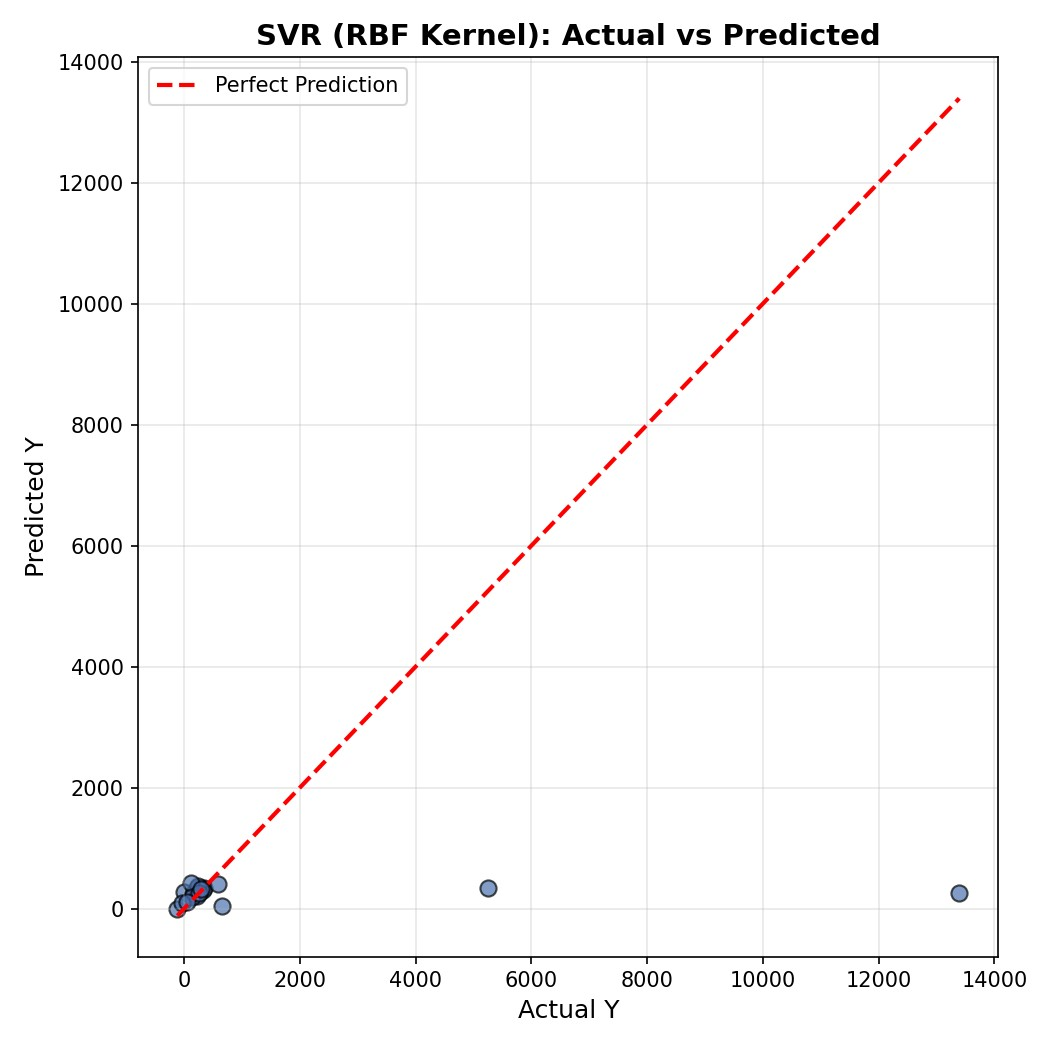 SVR (RBF Kernel): Actual vs Predicted
Perfect Prediction
14000
12000
10000
8000
6000
4000
2000
0
Predicted Y
0 2000 4000 6000 8000 10000 12000 14000
Actual Y